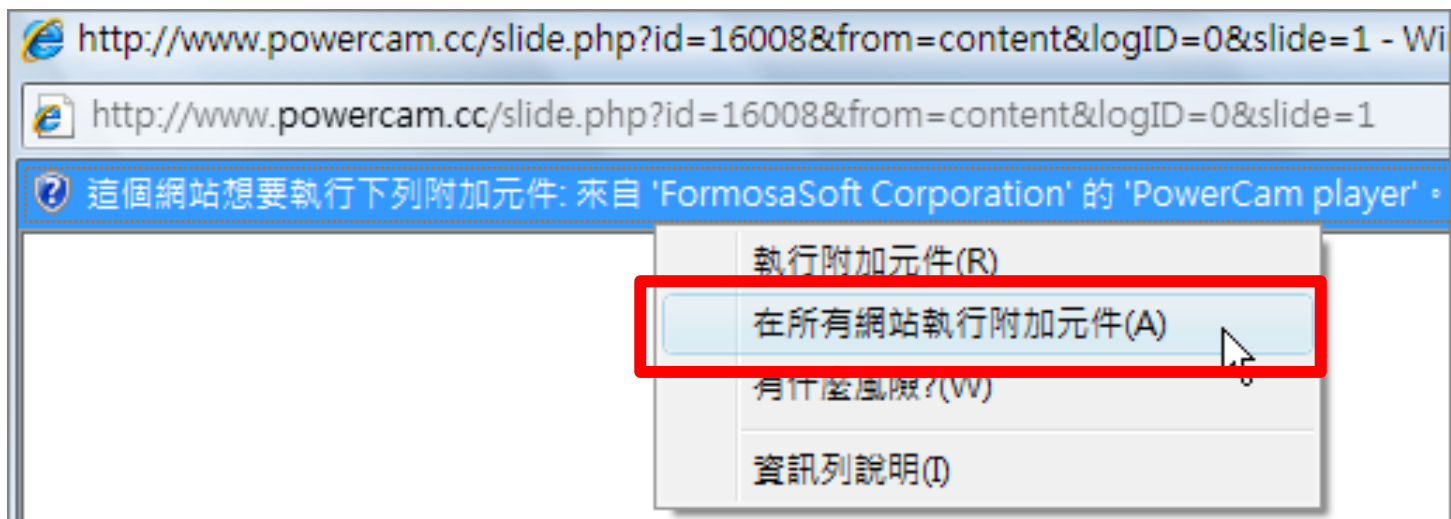 http://www.powercam.cc/slide.php?id=16008&from=content&logID=0&slide=1 - Wi
http://www.powercam.cc/slide.php?id=16008&from=content&logID=0&slide=1
這個網站想要執行下列附加元件: 來自 'FormosaSoft Corporation' 的 'PowerCam player'。
執行附加元件(R)
在所有網站執行附加元件(A)
有什麼風險?(W)
資訊列說明(I)